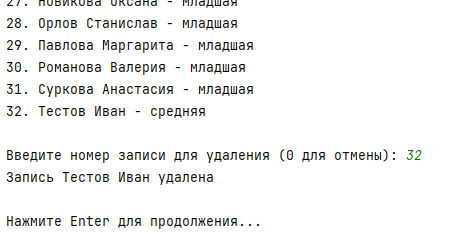 27. Новикова Оксана - младшая
28. Орлов Станислав - младшая
29. Павлова Маргарита - младшая
30. Романова Валерия - младшая
31. Суркова Анастасия - младшая
32. Тестов Иван - средняя
Введите номер записи для удаления (0 для отмены): 32
Запись Тестов Иван удалена
Нажмите Enter для продолжения...